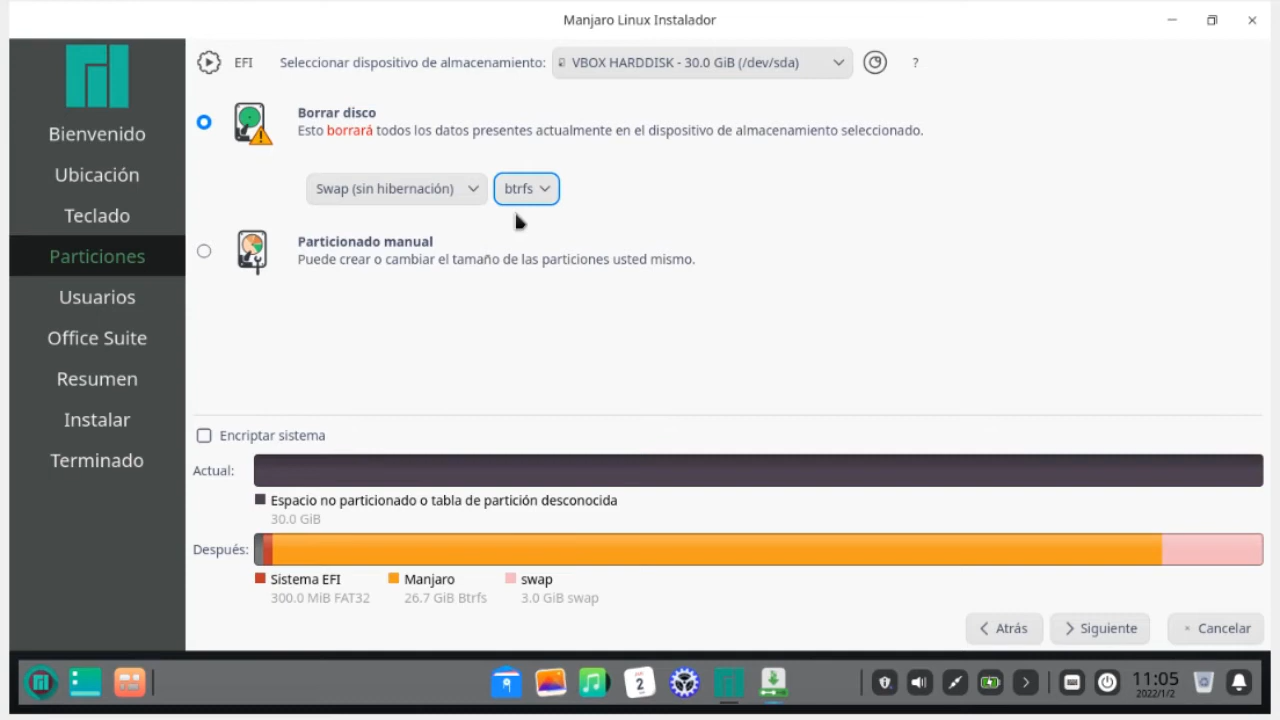 Manjaro Linux Instalador
EFI
Seleccionar dispositivo de almacenamiento:
VBOX HARDDISK - 30.0 GiB (/dev/sda)
?
Bienvenido
Ubicación
Teclado
Particiones
Usuarios
Office Suite
Resumen
Instalar
Terminado
Borrar disco
Esto borrará todos los datos presentes actualmente en el dispositivo de almacenamiento seleccionado.
Swap (sin hibernación)
btrfs
Particionado manual
Puede crear o cambiar el tamaño de las particiones usted mismo.
Encriptar sistema
Actual:
Espacio no particionado o tabla de partición desconocida
30.0 GiB
Después:
Sistema EFI
300.0 MiB FAT32
Manjaro
26.7 GiB Btrfs
swap
3.0 GiB swap
Atrás
Siguiente
Cancelar
2
11:05
2022/1/2